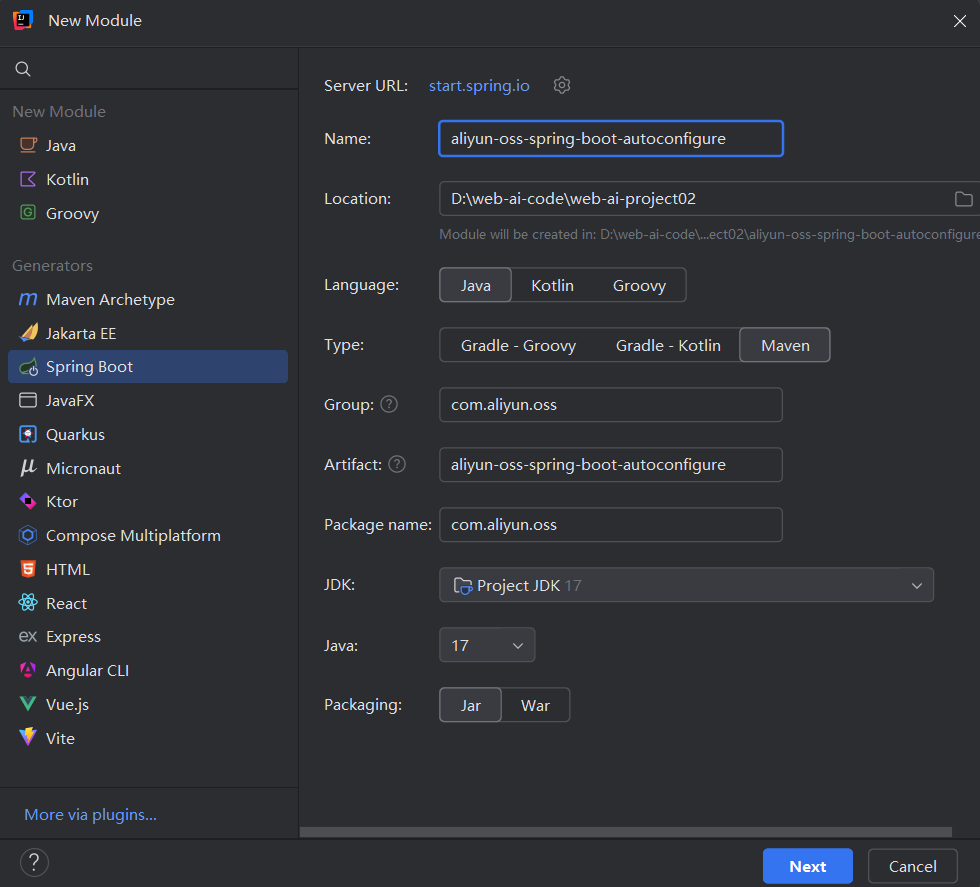 New Module
New Module
Java
Kotlin
Groovy
Generators
Maven Archetype
Jakarta EE
Spring Boot
JavaFX
Quarkus
Micronaut
Ktor
Compose Multiplatform
HTML
React
Express
Angular CLI
Vue.js
Vite
More via plugins...
Server URL: start.spring.io
Name: aliyun-oss-spring-boot-autoconfigure
Location: D:\web-ai-code\web-ai-project02
Module will be created in: D:\web-ai-code\...ect02\aliyun-oss-spring-boot-autoconfigure
Language: Java Kotlin Groovy
Type: Gradle - Groovy Gradle - Kotlin Maven
Group: ? com.aliyun.oss
Artifact: ? aliyun-oss-spring-boot-autoconfigure
Package name: com.aliyun.oss
JDK: Project JDK 17
Java: 17
Packaging: Jar War
? Next Cancel